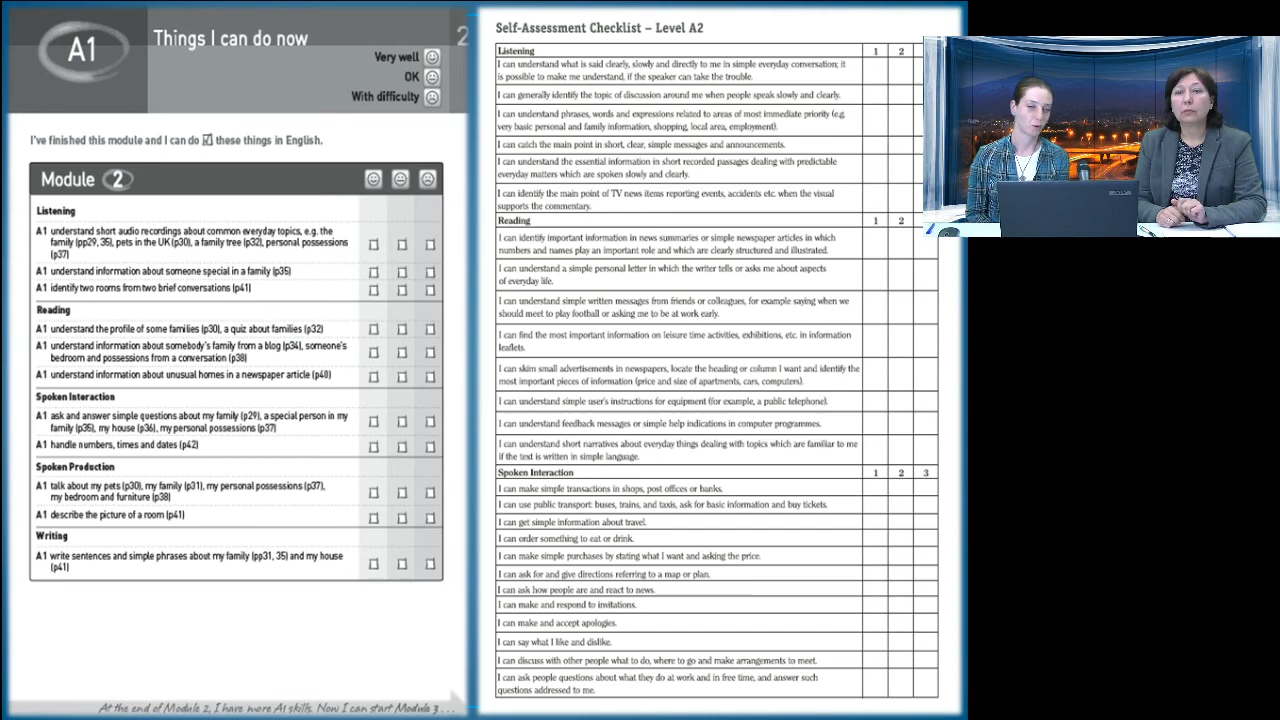 A1
Things I can do now
2
Very well
OK
With difficulty
I've finished this module and I can do ☑ these things in English.
Module 2
Listening
A1 understand short audio recordings about common everyday topics, e.g. the
family (pp29, 35), pets in the UK (p30), a family tree (p32), personal possessions
(p37)
A1 understand information about someone special in a family (p35)
A1 identify two rooms from two brief conversations (p41)
Reading
A1 understand the profile of some families (p30), a quiz about families (p32)
A1 understand information about somebody's family from a blog (p34), someone's
bedroom and possessions from a conversation (p38)
A1 understand information about unusual homes in a newspaper article (p40)
Spoken Interaction
A1 ask and answer simple questions about my family (p29), a special person in my
family (p35), my house (p36), my personal possessions (p37)
A1 handle numbers, times and dates (p42)
Spoken Production
A1 talk about my pets (p30), my family (p31), my personal possessions (p37),
my bedroom and furniture (p38)
A1 describe the picture of a room (p41)
Writing
A1 write sentences and simple phrases about my family (pp31, 35) and my house
(p41)
At the end of Module 2, I have more A1 skills. Now I can start Module 3 . . .
Self-Assessment Checklist – Level A2
Listening 1 2
I can understand what is said clearly, slowly and directly to me in simple everyday conversation; it
is possible to make me understand, if the speaker can take the trouble.
I can generally identify the topic of discussion around me when people speak slowly and clearly.
I can understand phrases, words and expressions related to areas of most immediate priority (e.g.
very basic personal and family information, shopping, local area, employment).
I can catch the main point in short, clear, simple messages and announcements.
I can understand the essential information in short recorded passages dealing with predictable
everyday matters which are spoken slowly and clearly.
I can identify the main point of TV news items reporting events, accidents etc. when the visual
supports the commentary.
Reading 1 2
I can identify important information in news summaries or simple newspaper articles in which
numbers and names play an important role and which are clearly structured and illustrated.
I can understand a simple personal letter in which the writer tells or asks me about aspects
of everyday life.
I can understand simple written messages from friends or colleagues, for example saying when we
should meet to play football or asking me to be at work early.
I can find the most important information on leisure time activities, exhibitions, etc. in information
leaflets.
I can skim small advertisements in newspapers, locate the heading or column I want and identify the
most important pieces of information (price and size of apartments, cars, computers).
I can understand simple user's instructions for equipment (for example, a public telephone).
I can understand feedback messages or simple help indications in computer programmes.
I can understand short narratives about everyday things dealing with topics which are familiar to me
if the text is written in simple language.
Spoken Interaction 1 2 3
I can make simple transactions in shops, post offices or banks.
I can use public transport: buses, trains, and taxis, ask for basic information and buy tickets.
I can get simple information about travel.
I can order something to eat or drink.
I can make simple purchases by stating what I want and asking the price.
I can ask for and give directions referring to a map or plan.
I can ask how people are and react to news.
I can make and respond to invitations.
I can make and accept apologies.
I can say what I like and dislike.
I can discuss with other people what to do, where to go and make arrangements to meet.
I can ask people questions about what they do at work and in free time, and answer such
questions addressed to me.